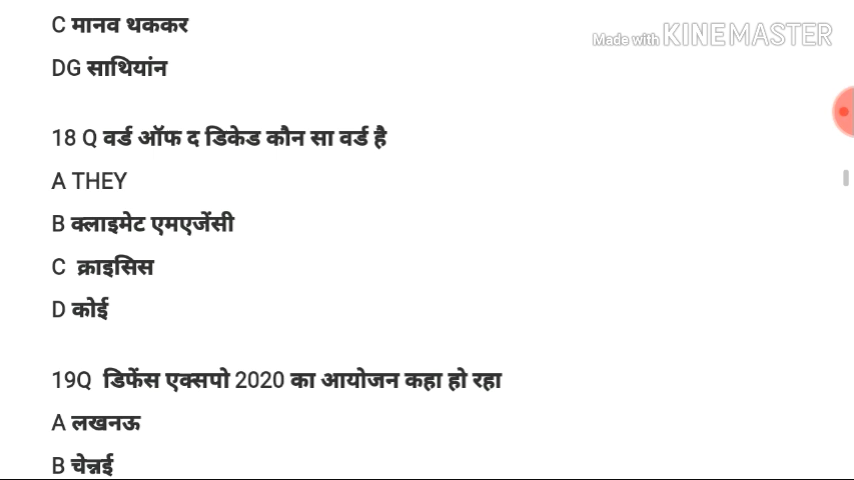 C मानव थककर
Made with KINEMASTER
DG साथियांन
18 Q वर्ड ऑफ द डिकेड कौन सा वर्ड है
A THEY
B क्लाइमेट एमएजेंसी
C क्राइसिस
D कोई
19Q डिफेंस एक्सपो 2020 का आयोजन कहा हो रहा
A लखनऊ
B चेन्नई